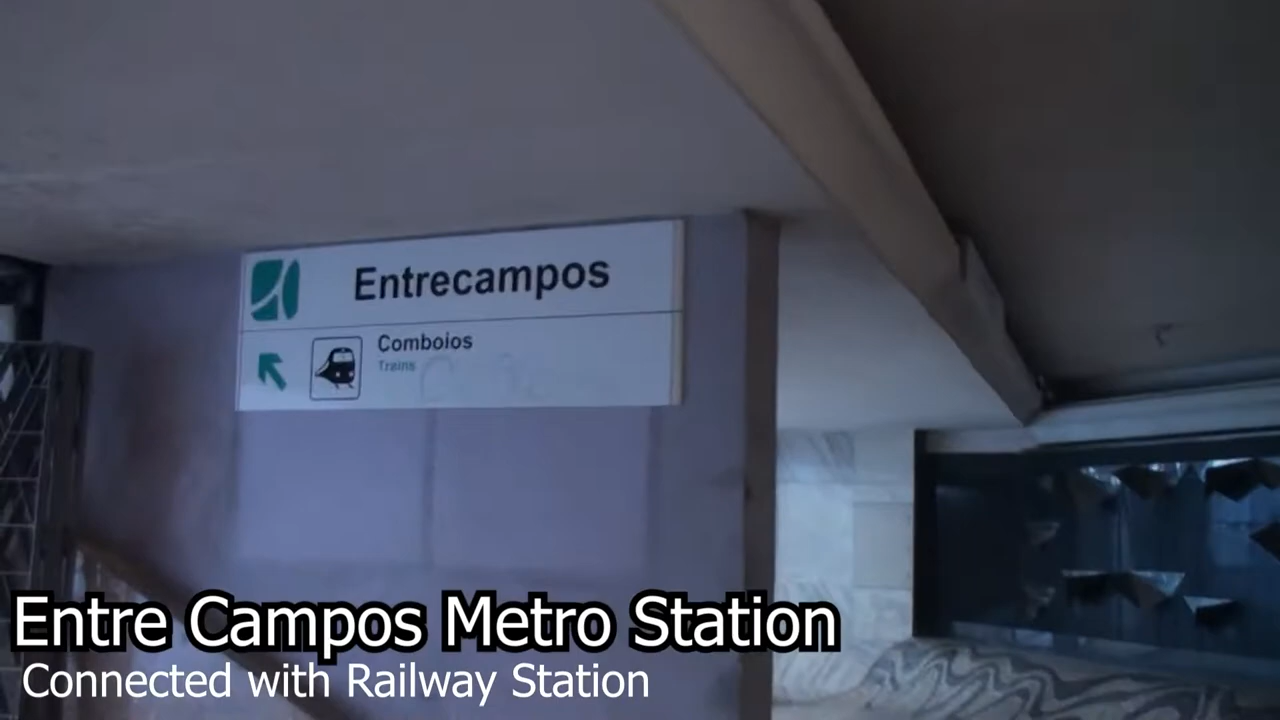 Entrecampos
Comboios
Trains
Entre Campos Metro Station
Connected with Railway Station